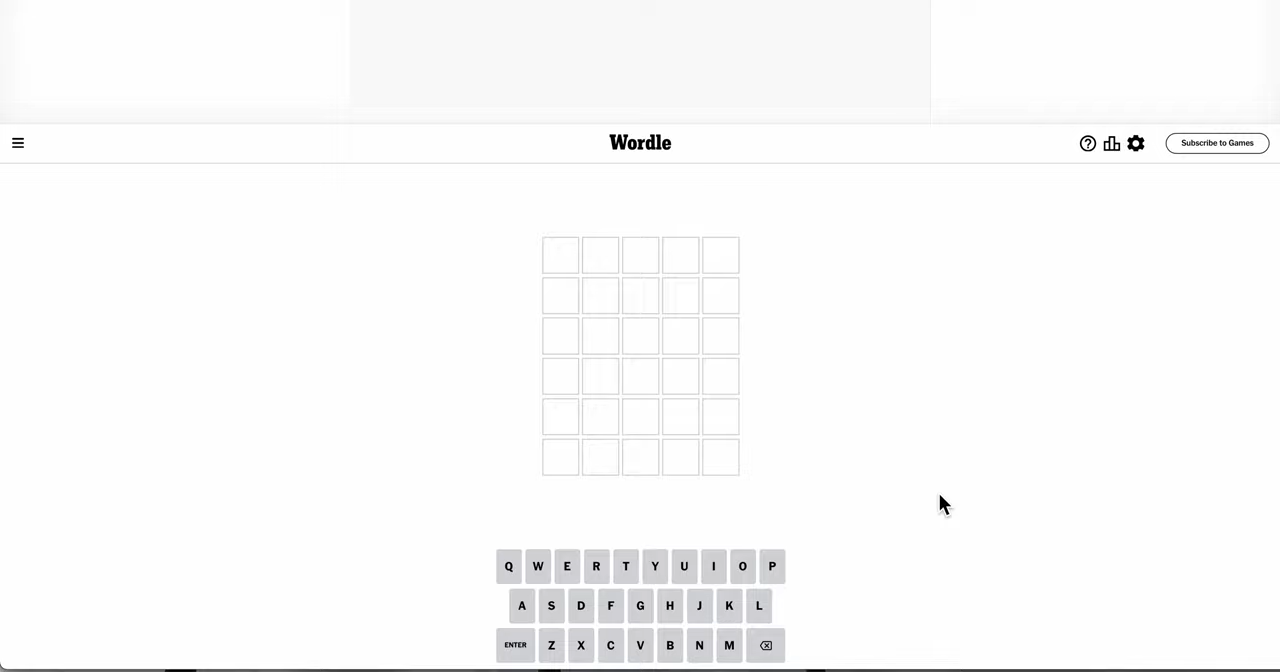 Wordle
Subscribe to Games
Q W E R T Y U I O P
A S D F G H J K L
ENTER Z X C V B N M